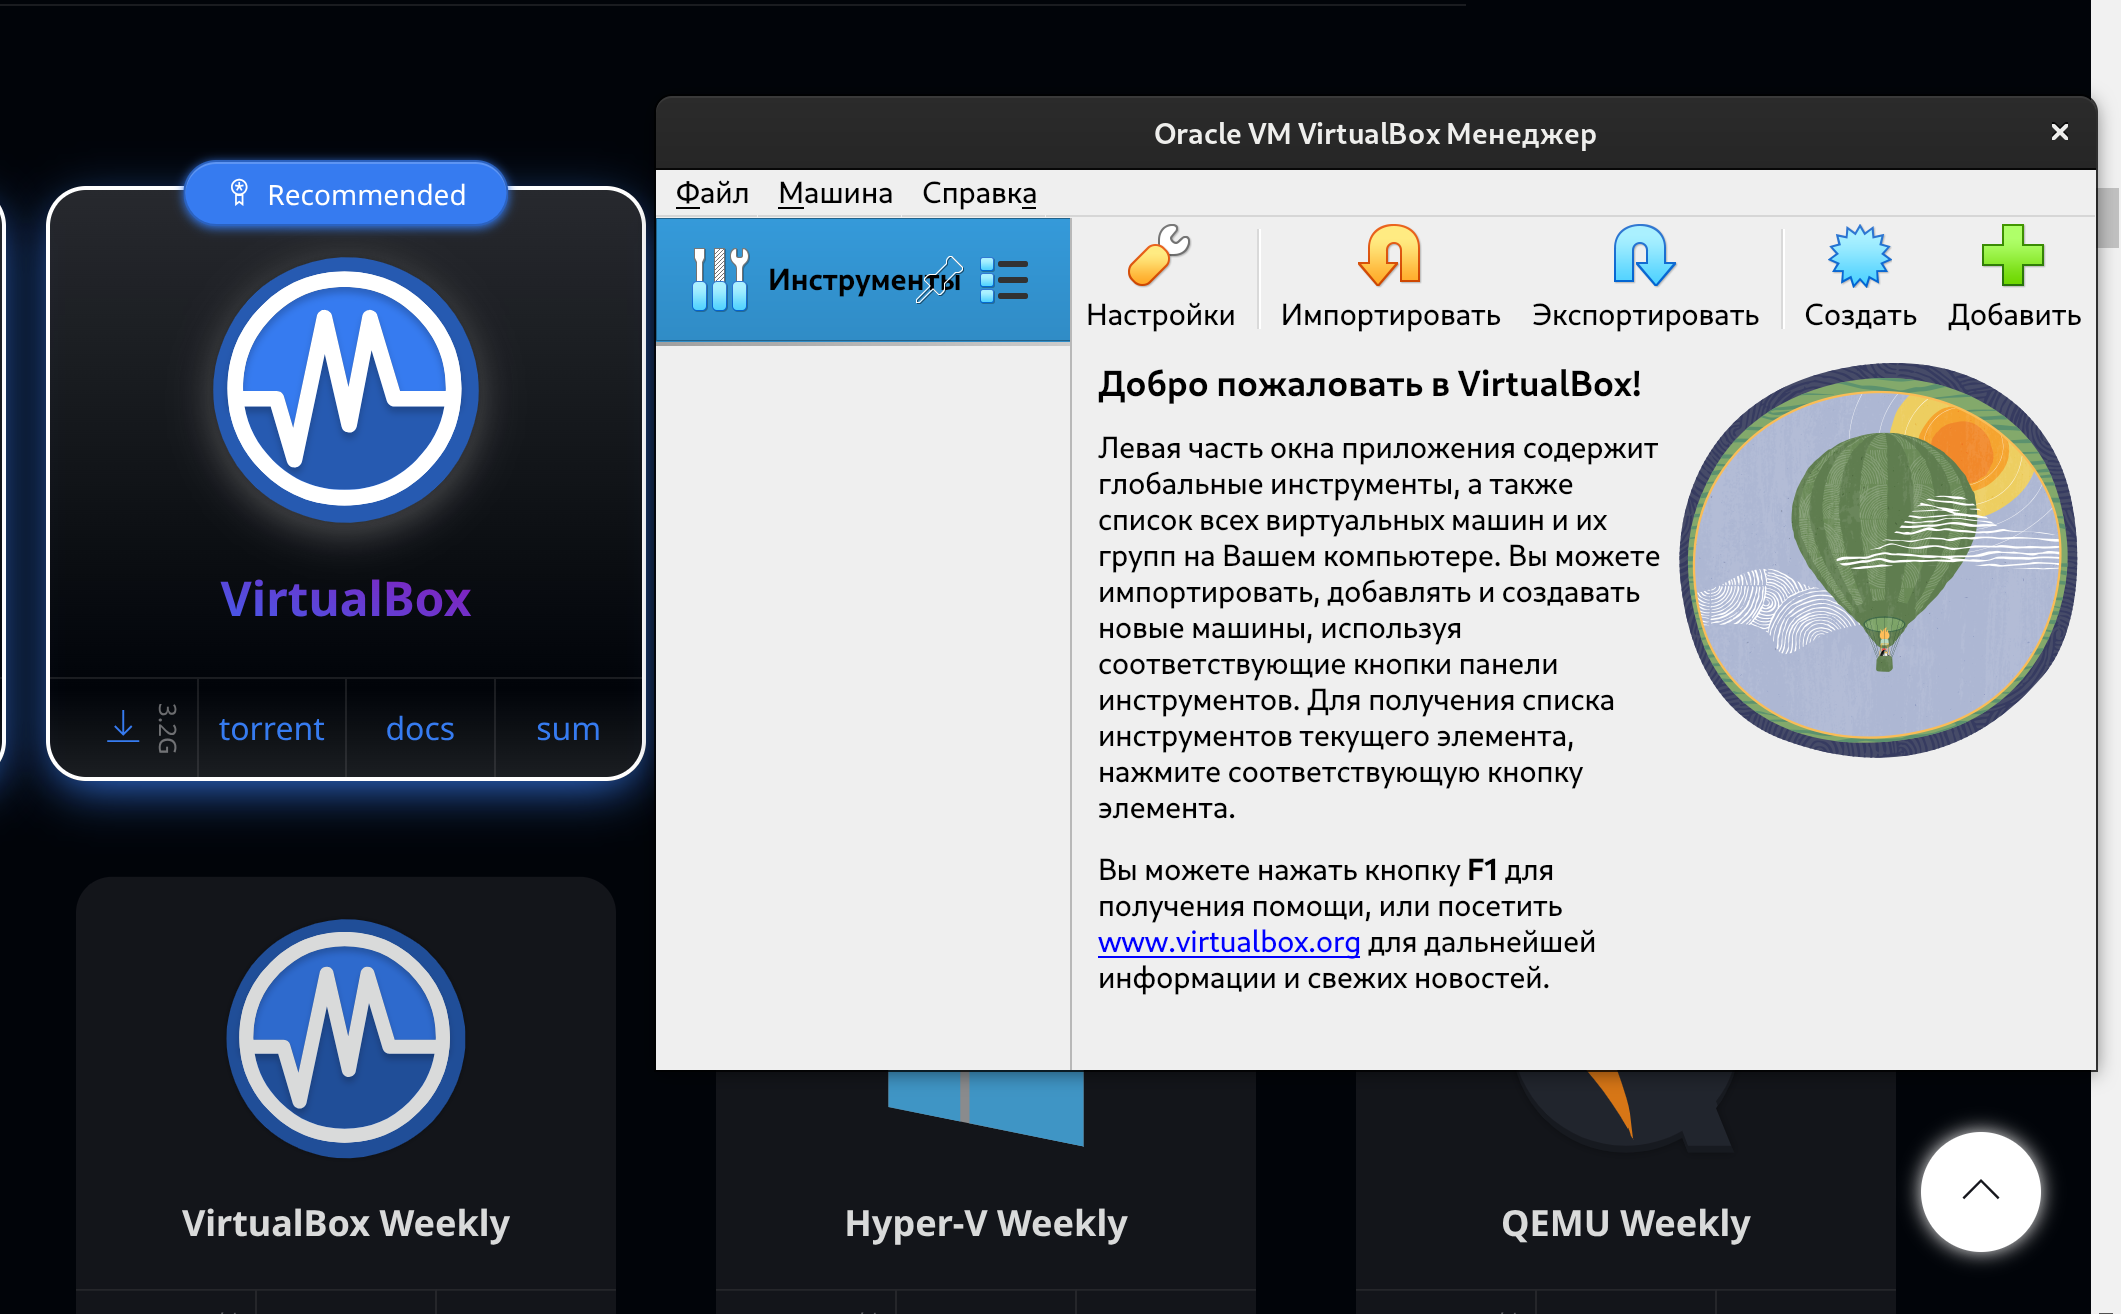 Recommended
VirtualBox
3.2G
torrent
docs
sum
VirtualBox Weekly
Hyper-V Weekly
QEMU Weekly
Oracle VM VirtualBox Менеджер
Файл Машина Справка
Инструменты
Настройки Импортировать Экспортировать Создать Добавить
Добро пожаловать в VirtualBox!
Левая часть окна приложения содержит
глобальные инструменты, а также
список всех виртуальных машин и их
групп на Вашем компьютере. Вы можете
импортировать, добавлять и создавать
новые машины, используя
соответствующие кнопки панели
инструментов. Для получения списка
инструментов текущего элемента,
нажмите соответствующую кнопку
элемента.
Вы можете нажать кнопку F1 для
получения помощи, или посетить
www.virtualbox.org для дальнейшей
информации и свежих новостей.